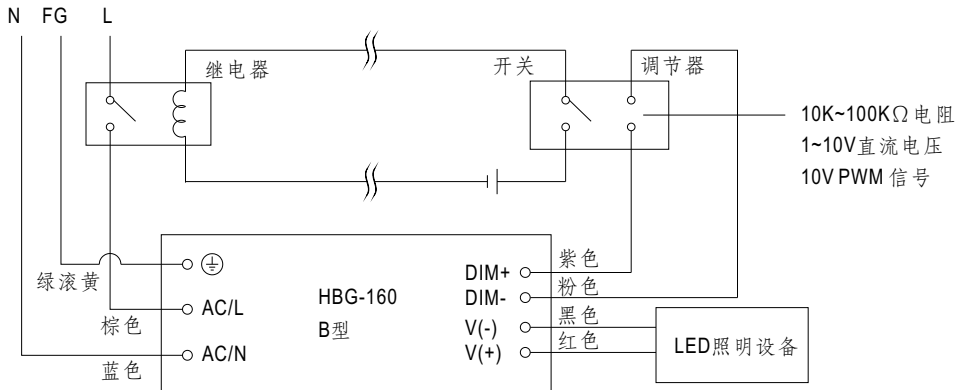 N FG L
继电器
开关
调节器
10K~100KΩ电阻
1~10V直流电压
10V PWM 信号
绿滚黄
棕色
蓝色
AC/L
AC/N
HBG-160
B型
DIM+
DIM-
V(-)
V(+)
紫色
粉色
黑色
红色
LED照明设备